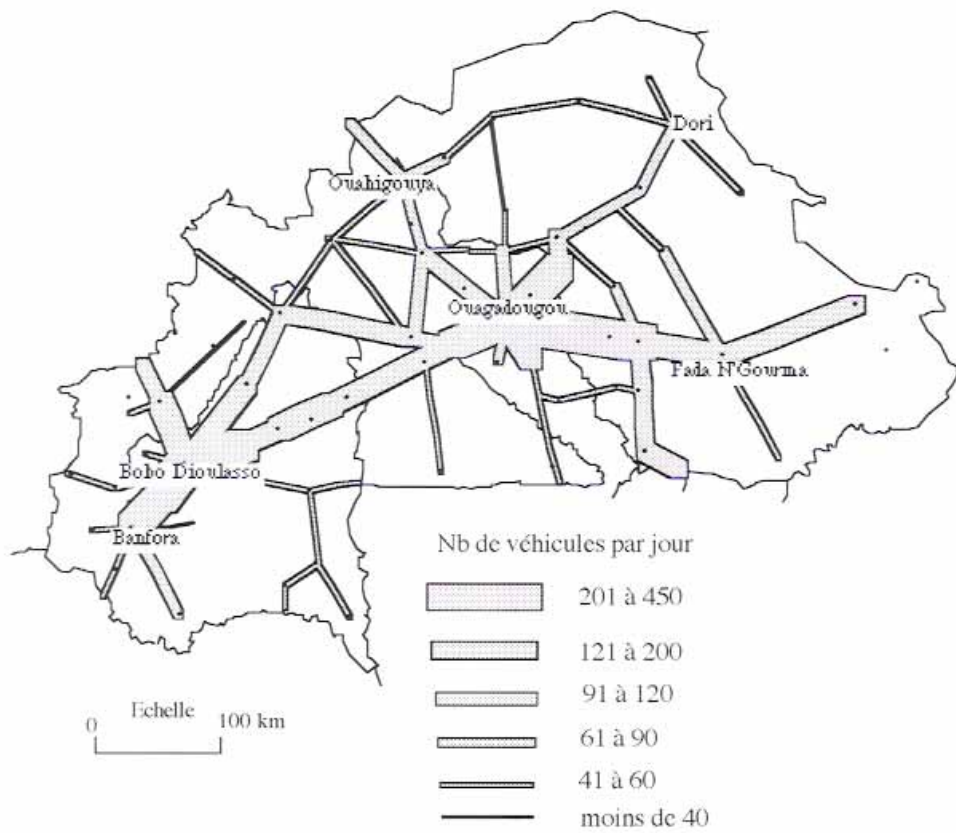 Dori
Ouahigouya
Ouagadougou
Fada N'Gourma
Bobo Dioulasso
Banfora
Nb de véhicules par jour
201 à 450
121 à 200
91 à 120
61 à 90
41 à 60
moins de 40
Echelle
0 100 km